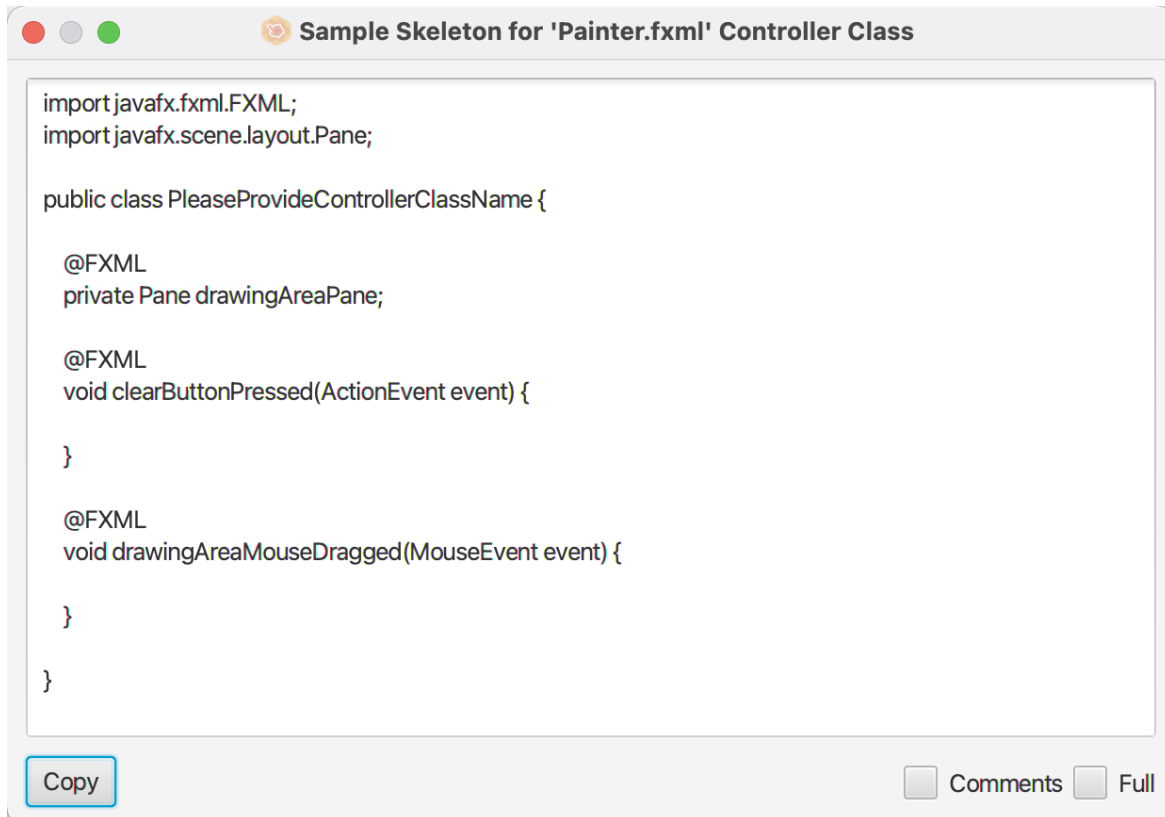 Sample Skeleton for 'Painter.fxml' Controller Class
import javafx.fxml.FXML;
import javafx.scene.layout.Pane;
public class PleaseProvideControllerClassName {
@FXML
private Pane drawingAreaPane;
@FXML
void clearButtonPressed(ActionEvent event) {
}
@FXML
void drawingAreaMouseDragged(MouseEvent event) {
}
}
Copy Comments Full